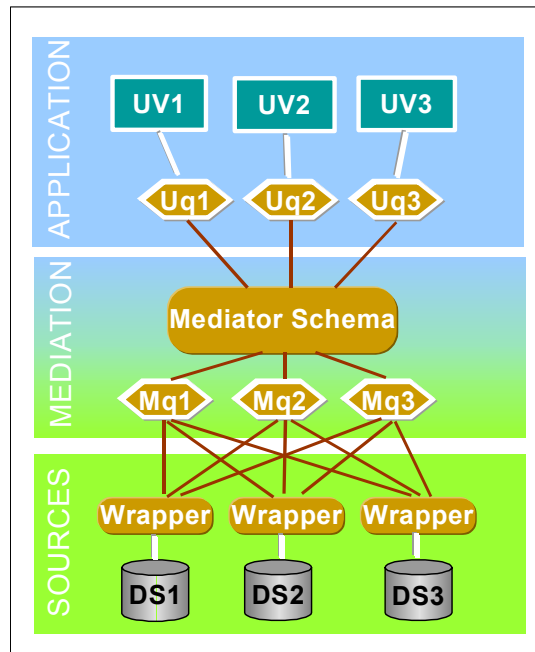 APPLICATION
UV1 UV2 UV3
Uq1 Uq2 Uq3
MEDIATION
Mediator Schema
Mq1 Mq2 Mq3
SOURCES
Wrapper Wrapper Wrapper
DS1 DS2 DS3